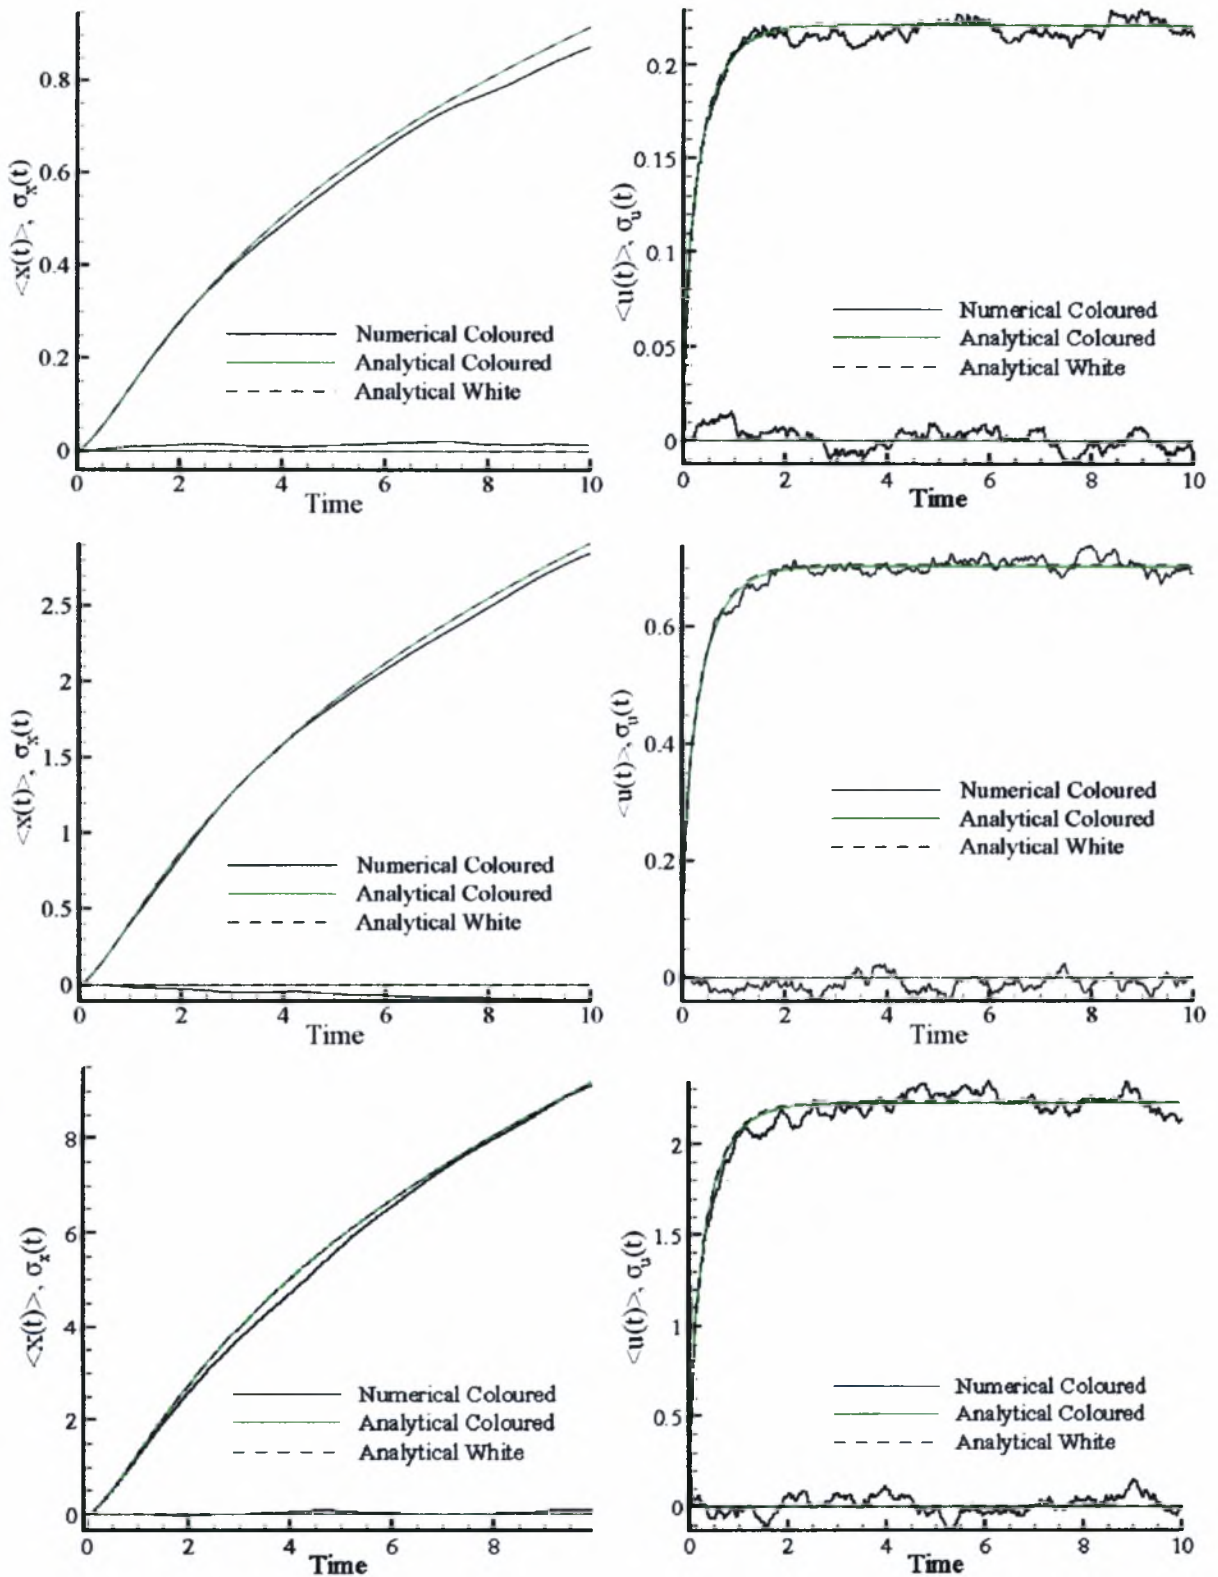 0.8
0.6
0.4
0.2
0
<x(t)>, σx(t)
Numerical Coloured
Analytical Coloured
Analytical White
0 2 4 6 8 10
Time
0.2
0.15
0.1
0.05
0
<u(t)>, σu(t)
Numerical Coloured
Analytical Coloured
Analytical White
0 2 4 6 8 10
Time
2.5
2
1.5
1
0.5
0
<x(t)>, σx(t)
Numerical Coloured
Analytical Coloured
Analytical White
0 2 4 6 8 10
Time
0.6
0.4
0.2
0
<u(t)>, σu(t)
Numerical Coloured
Analytical Coloured
Analytical White
0 2 4 6 8 10
Time
8
6
4
2
0
<x(t)>, σx(t)
Numerical Coloured
Analytical Coloured
Analytical White
0 2 4 6 8
Time
2
1.5
1
0.5
0
<u(t)>, σu(t)
Numerical Coloured
Analytical Coloured
Analytical White
0 2 4 6 8 10
Time